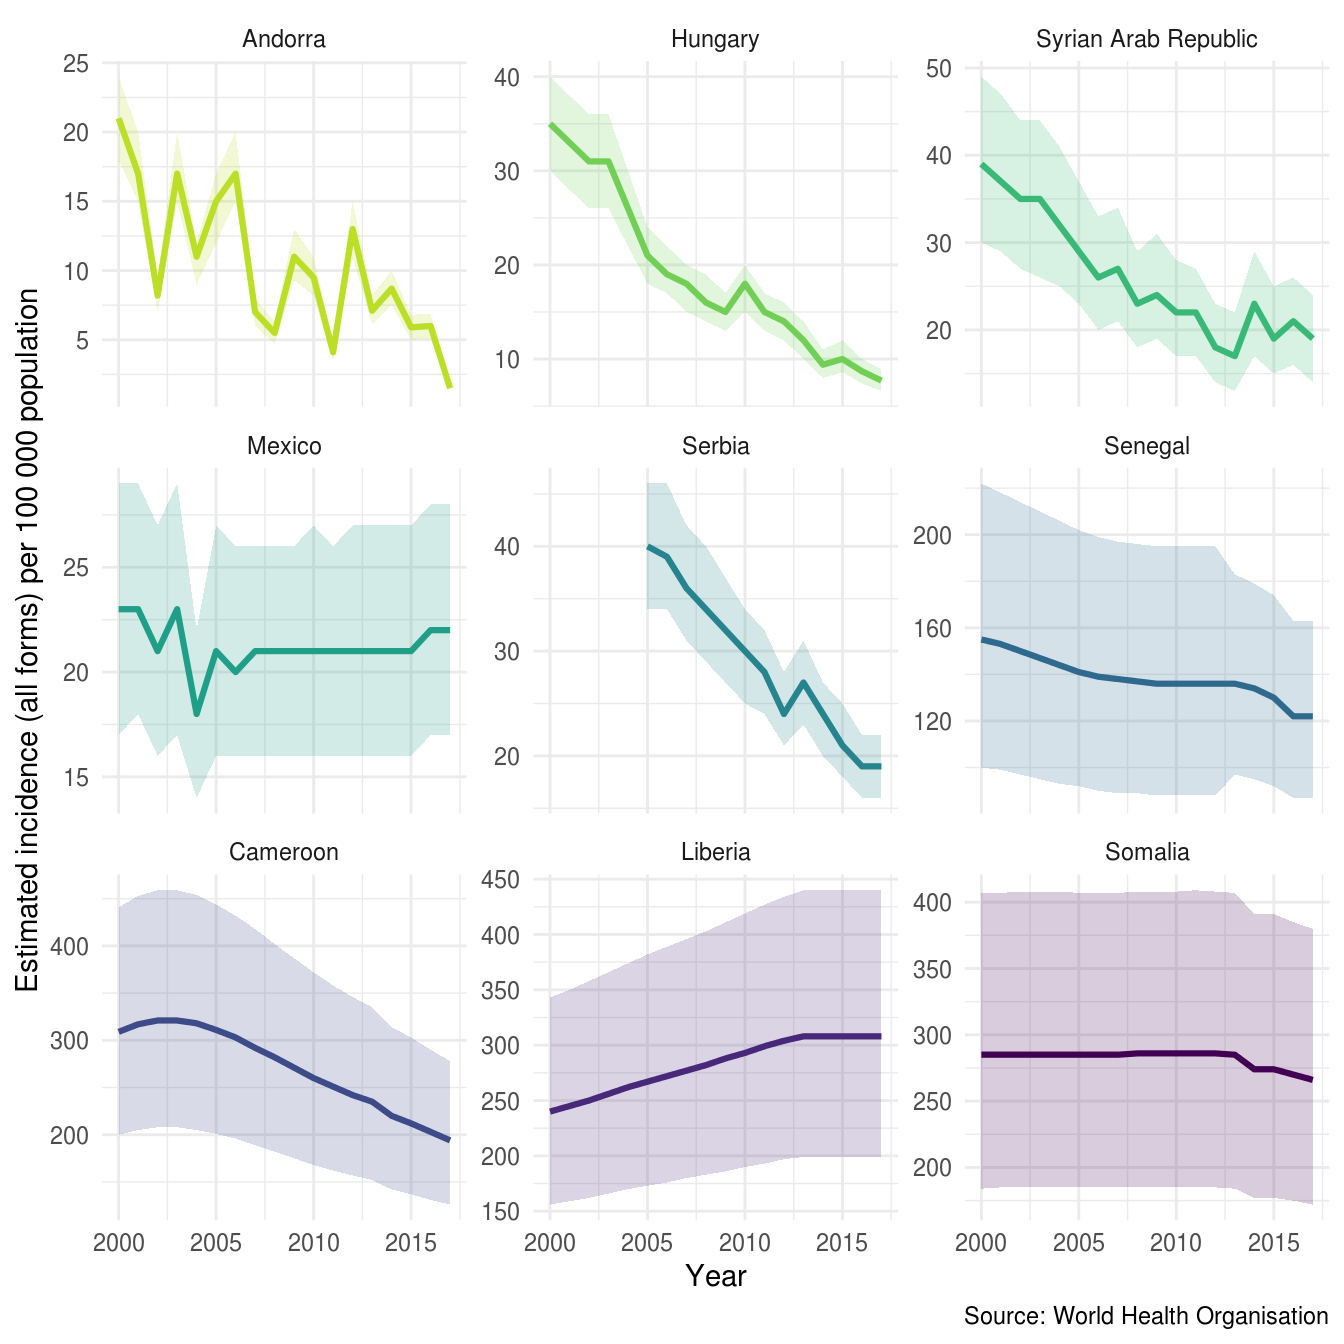 Andorra
Hungary
Syrian Arab Republic
25
20
15
10
5
40
30
20
10
50
40
30
20
Mexico
Serbia
Senegal
25
20
15
40
30
20
200
160
120
Cameroon
Liberia
Somalia
400
300
200
450
400
350
300
250
200
150
400
350
300
250
200
2000 2005 2010 2015
2000 2005 2010 2015
2000 2005 2010 2015
Estimated incidence (all forms) per 100 000 population
Year
Source: World Health Organisation